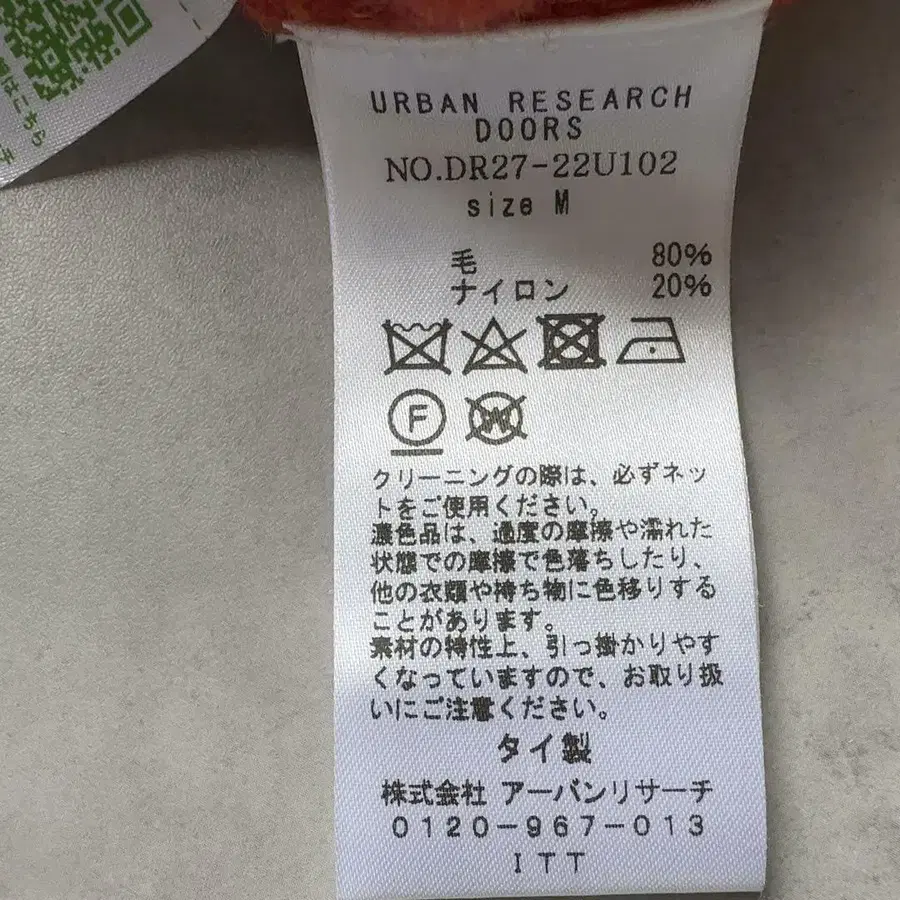 はこちら
URBAN RESEARCH
DOORS
NO.DR27-22U102
size M
毛 80%
ナイロン 20%
F
W
クリーニングの際は、必ずネッ
トをご使用ください。
濃色品は、過度の摩擦や濡れた
状態での摩擦で色落ちしたり、
他の衣類や持ち物に色移りする
ことがあります。
素材の特性上、引っ掛かりやす
くなっていますので、お取り扱
いにご注意ください。
タイ製
株式会社 アーバンリサーチ
0120-967-013
ITT